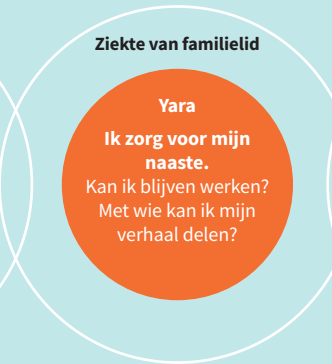 Ziekte van familielid
Yara
Ik zorg voor mijn
naaste.
Kan ik blijven werken?
Met wie kan ik mijn
verhaal delen?